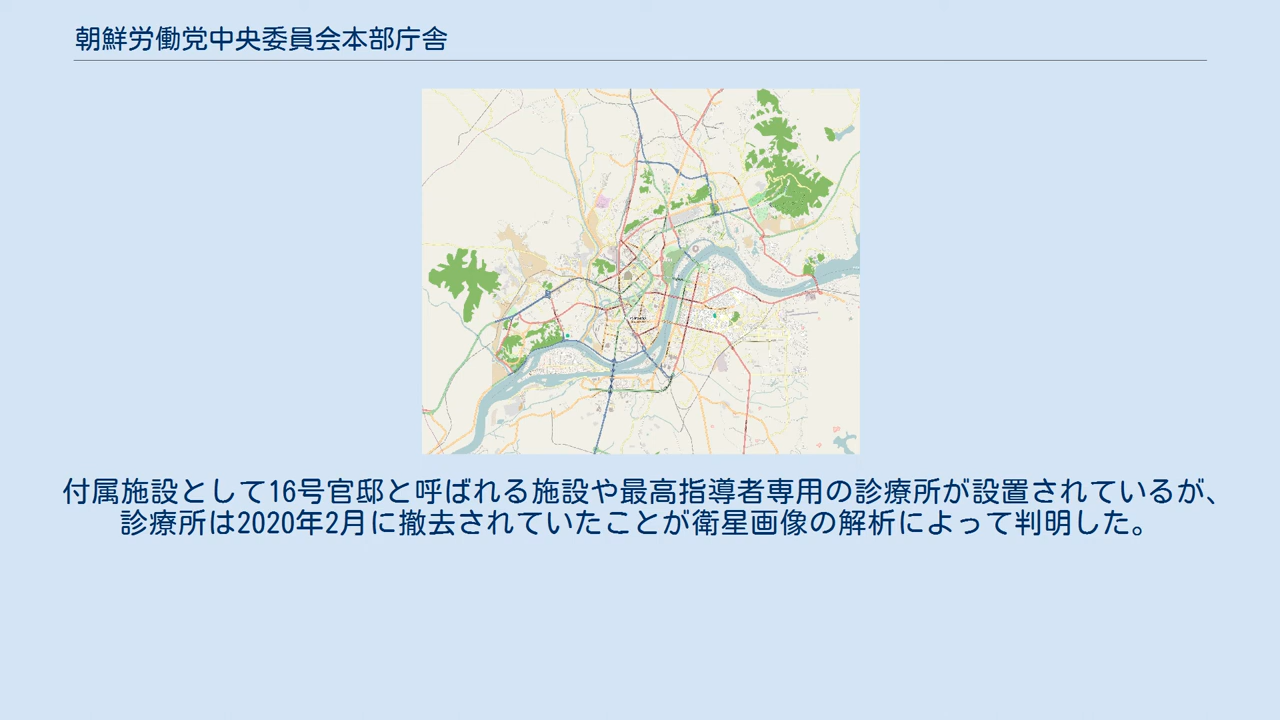 朝鮮労働党中央委員会本部庁舎
付属施設として16号官邸と呼ばれる施設や最高指導者専用の診療所が設置されているが、
診療所は2020年2月に撤去されていたことが衛星画像の解析によって判明した。